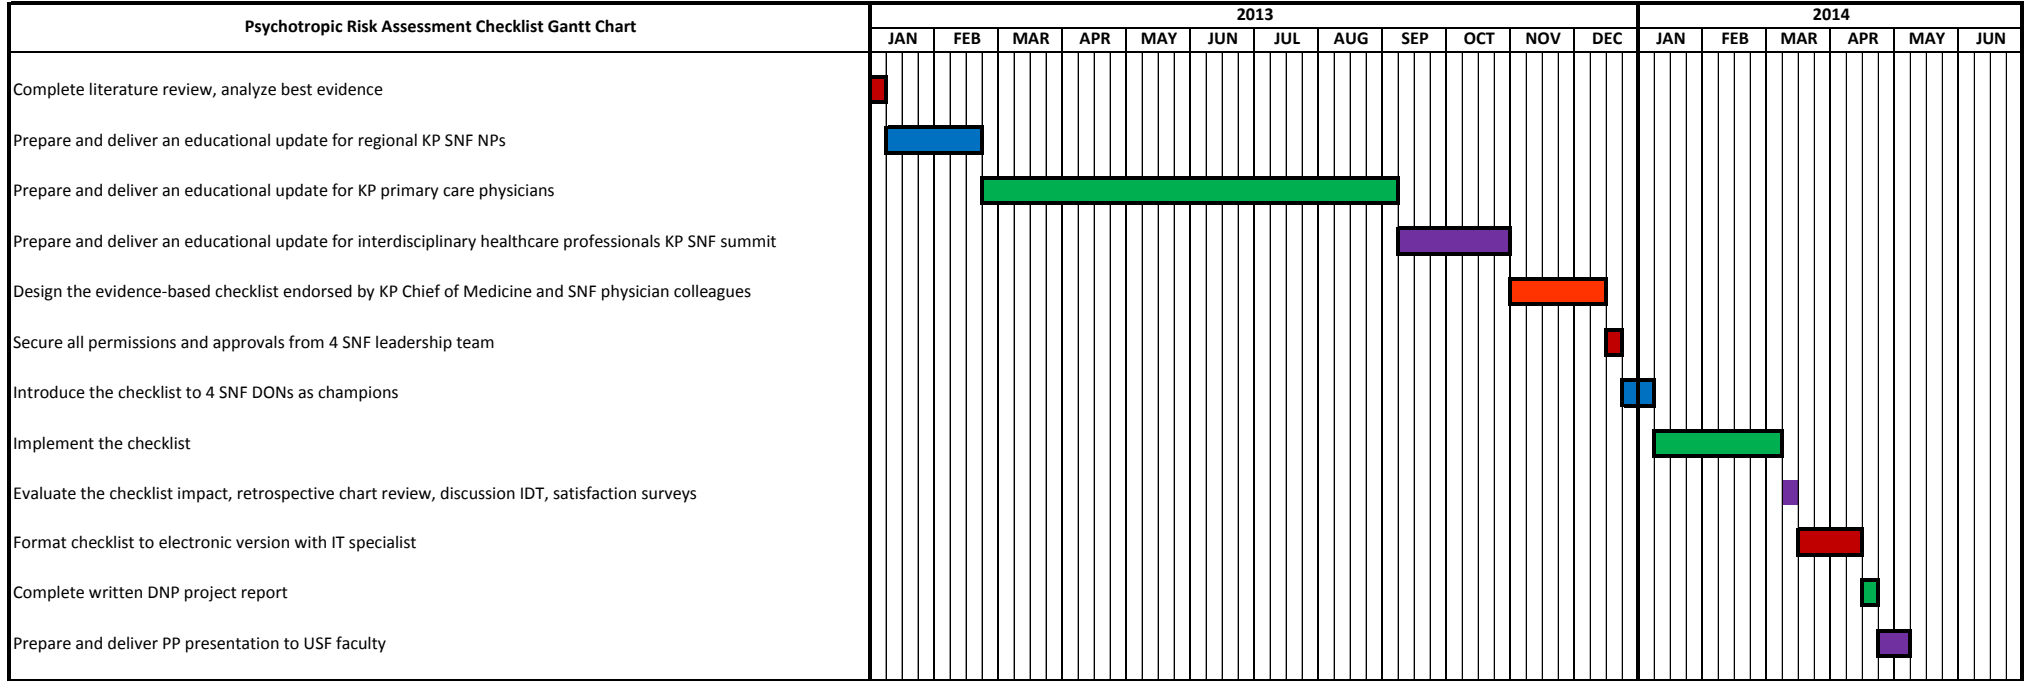 Psychotropic Risk Assessment Checklist Gantt Chart
2013
2014
JAN FEB MAR APR MAY JUN JUL AUG SEP OCT NOV DEC JAN FEB MAR APR MAY JUN
Complete literature review, analyze best evidence
Prepare and deliver an educational update for regional KP SNF NPs
Prepare and deliver an educational update for KP primary care physicians
Prepare and deliver an educational update for interdisciplinary healthcare professionals KP SNF summit
Design the evidence-based checklist endorsed by KP Chief of Medicine and SNF physician colleagues
Secure all permissions and approvals from 4 SNF leadership team
Introduce the checklist to 4 SNF DONs as champions
Implement the checklist
Evaluate the checklist impact, retrospective chart review, discussion IDT, satisfaction surveys
Format checklist to electronic version with IT specialist
Complete written DNP project report
Prepare and deliver PP presentation to USF faculty